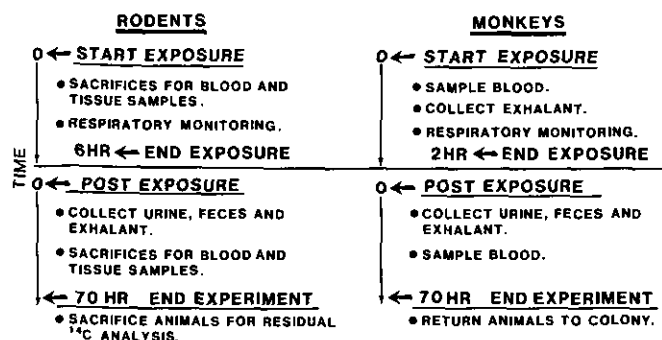 RODENTS
0 ← START EXPOSURE
• SACRIFICES FOR BLOOD AND
TISSUE SAMPLES.
• RESPIRATORY MONITORING.
6HR ← END EXPOSURE
0 ← POST EXPOSURE
• COLLECT URINE, FECES AND
EXHALANT.
• SACRIFICES FOR BLOOD AND
TISSUE SAMPLES.
← 70 HR END EXPERIMENT
• SACRIFICE ANIMALS FOR RESIDUAL
¹⁴C ANALYSIS.
TIME
MONKEYS
0 ← START EXPOSURE
• SAMPLE BLOOD.
• COLLECT EXHALANT.
• RESPIRATORY MONITORING.
2HR ← END EXPOSURE
0 ← POST EXPOSURE
• COLLECT URINE, FECES AND
EXHALANT.
• SAMPLE BLOOD.
← 70 HR END EXPERIMENT
• RETURN ANIMALS TO COLONY.